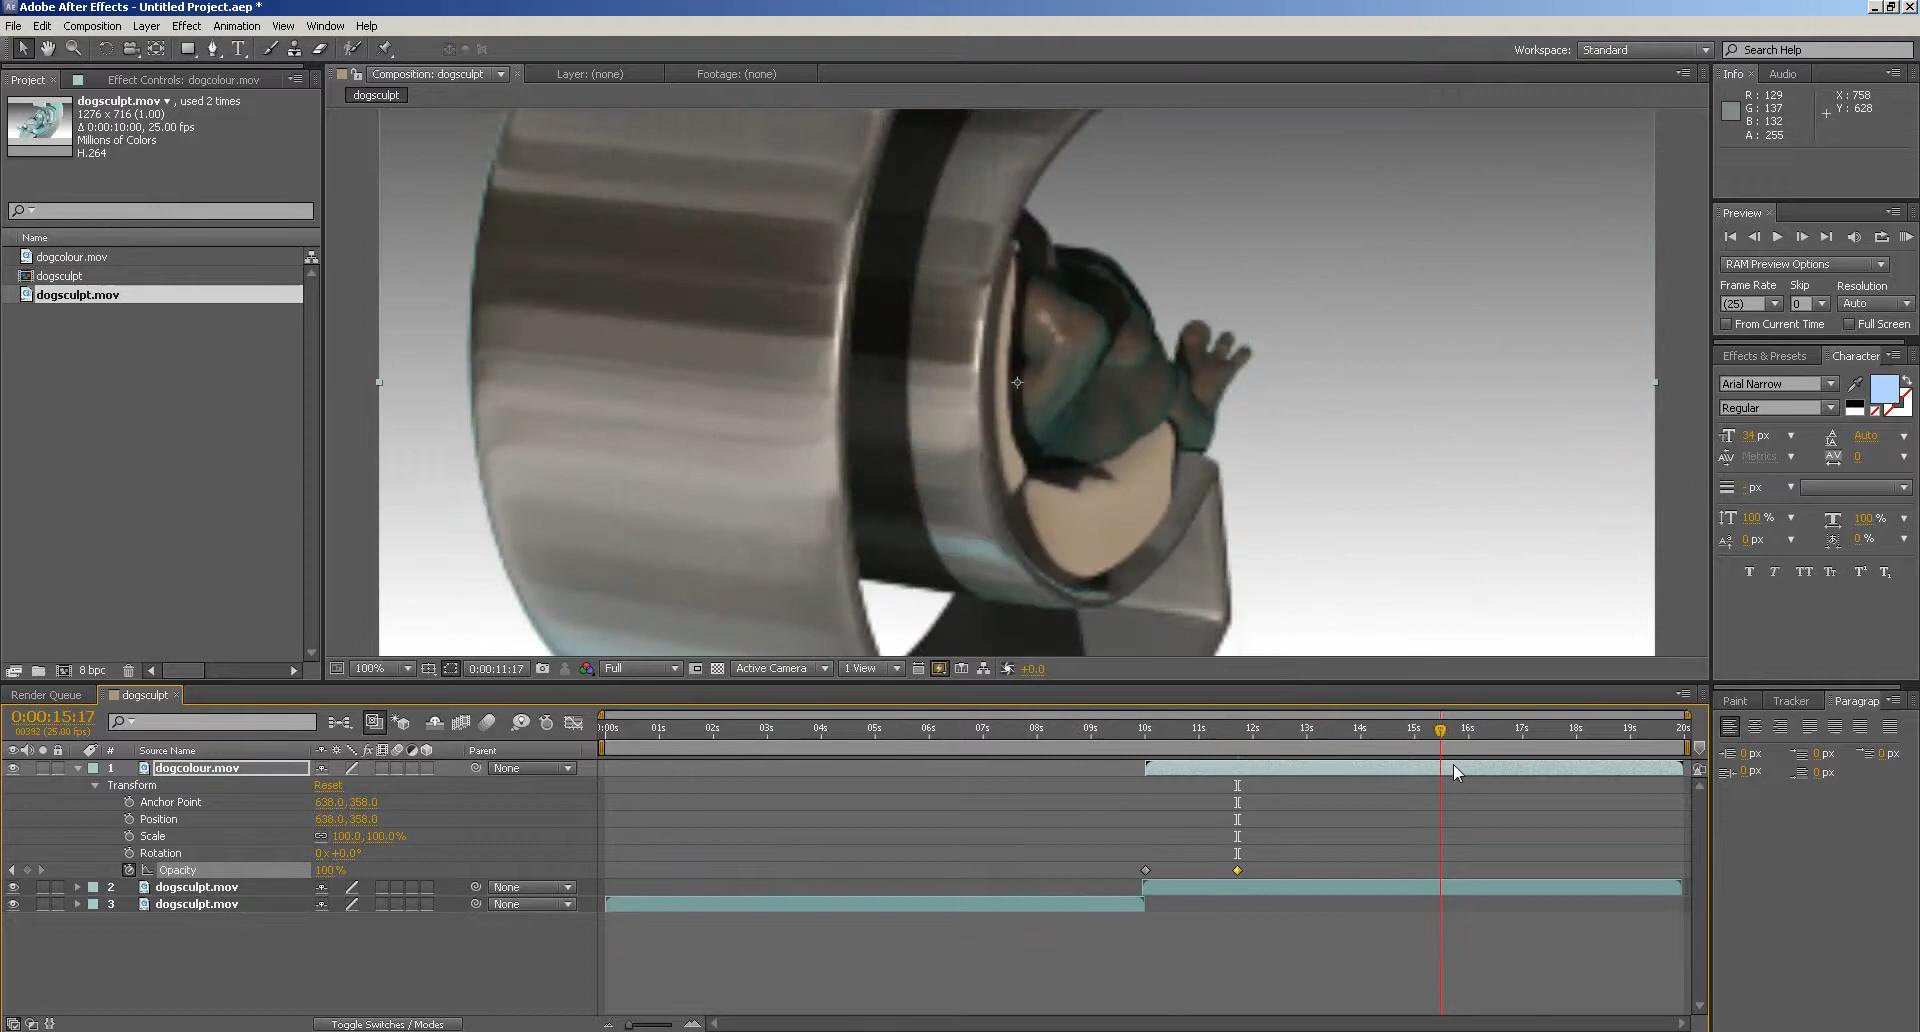 Adobe After Effects - Untitled Project.aep *
File Edit Composition Layer Effect Animation View Window Help
Workspace: Standard Search Help
Project × Effect Controls: dogcolour.mov
Composition: dogsculpt × Layer: (none) Footage: (none)
Info × Audio
dogsculpt.mov ▼ , used 2 times
1276 x 716 (1.00)
Δ 0:00:10:00, 25.00 fps
Millions of Colors
H.264
dogsculpt
R : 129
G : 137
B : 132
A : 255
X : 758
Y : 628
Name
dogcolour.mov
dogsculpt
dogsculpt.mov
Preview ×
RAM Preview Options
Frame Rate Skip Resolution
(25) 0 Auto
From Current Time Full Screen
Effects & Presets Character
Arial Narrow
Regular
34 px Auto
Metrics 0
- px
100 % 100 %
0 px 0 %
T T TT Tr T¹ T₁
8 bpc
100% 0:00:11:17 Full Active Camera 1 View +0.0
Render Queue dogsculpt ×
Paint Tracker Paragrap
0:00:15:17
00392 (25.00 fps)
):00s 01s 02s 03s 04s 05s 06s 07s 08s 09s 10s 11s 12s 13s 14s 15s 16s 17s 18s 19s 20s
# Source Name Parent
1 dogcolour.mov None
Transform Reset
Anchor Point 638.0, 358.0
Position 638.0, 358.0
Scale 100.0, 100.0%
Rotation 0x+0.0°
Opacity 100 %
2 dogsculpt.mov None
3 dogsculpt.mov None
0 px 0 px 0 px
0 px 0 px
Toggle Switches / Modes